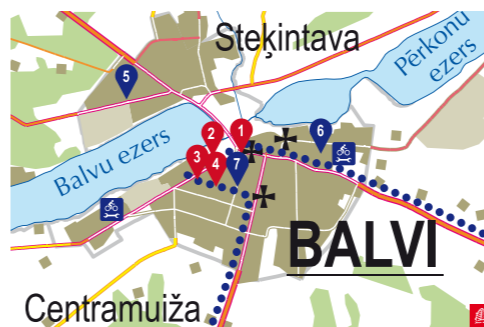 Steķintava
Pērkonu
ezers
5
2
1
6
3
4
7
Balvu ezers
BALVI
Centramuiža